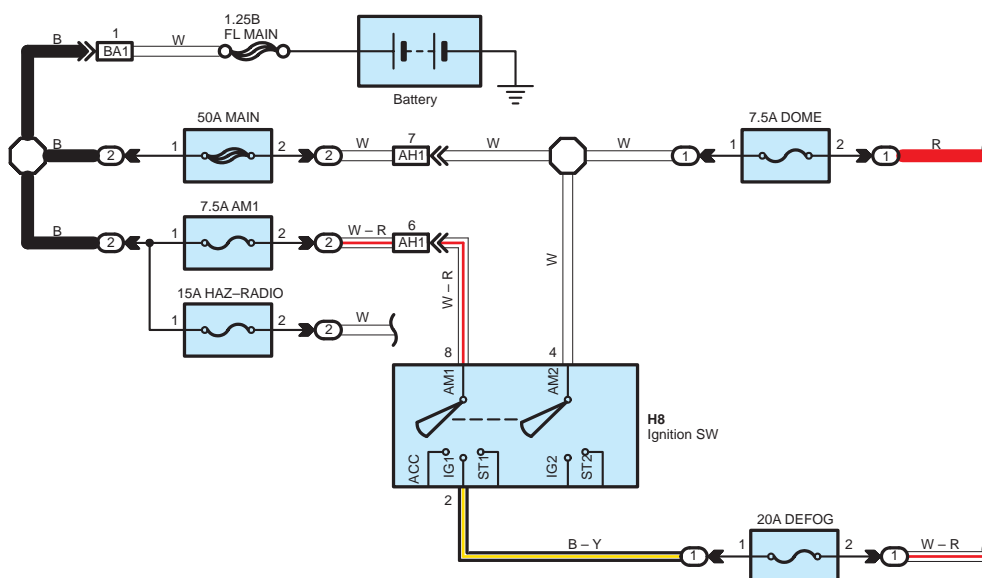 1.25B
FL MAIN
B
1
BA1
W
Battery
50A MAIN
7
7.5A DOME
B
2
1
2
2
W
AH1
W
W
1
1
2
1
R
7.5A AM1
6
B
2
1
2
2
W – R
AH1
W – R
W
15A HAZ–RADIO
1
2
2
W
8
4
AM1
AM2
H8
Ignition SW
ACC
IG1
ST1
IG2
ST2
2
20A DEFOG
B – Y
1
1
2
1
W – R